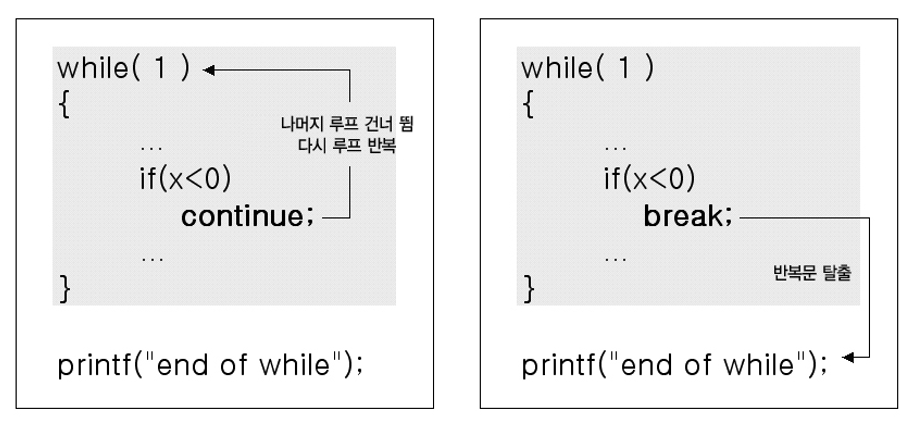 while( 1 )
{
나머지 루프 건너 뜀
다시 루프 반복
...
if(x<0)
continue;
...
}
printf("end of while");
while( 1 )
{
...
if(x<0)
break;
...
반복문 탈출
}
printf("end of while");